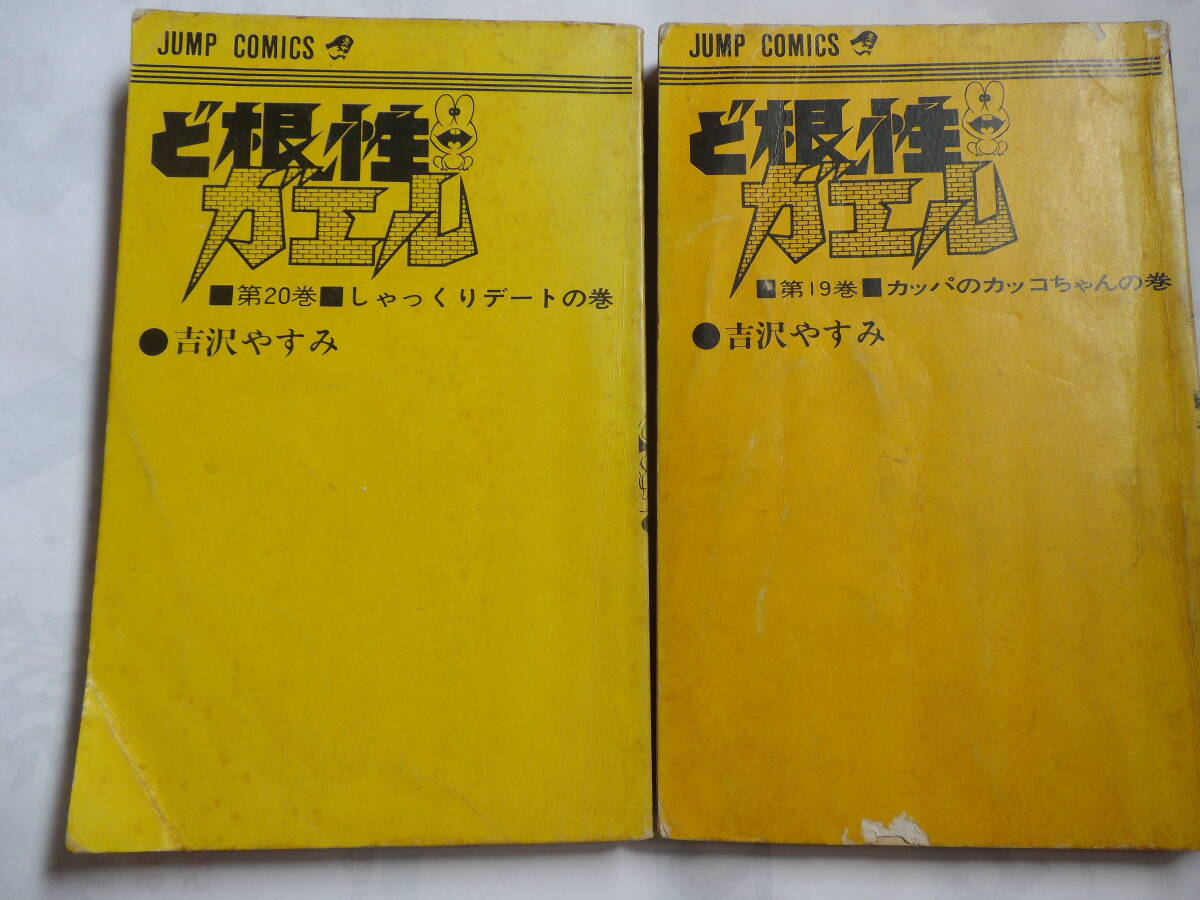 JUMP COMICS
ど根性
ガエル
■第20巻■しゃっくりデートの巻
●吉沢やすみ
JUMP COMICS
ど根性
ガエル
■第19巻■カッパのカッコちゃんの巻
●吉沢やすみ